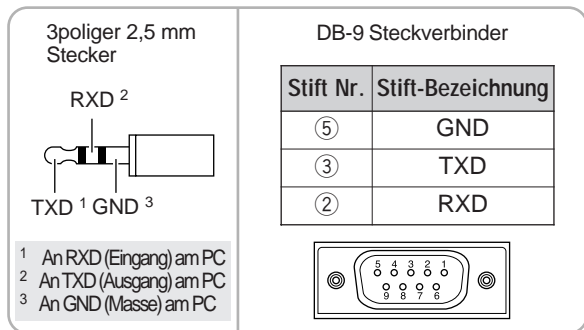 3poliger 2,5 mm
Stecker
RXD 2
TXD 1 GND 3
1 An RXD (Eingang) am PC
2 An TXD (Ausgang) am PC
3 An GND (Masse) am PC
DB-9 Steckverbinder
Stift Nr. Stift-Bezeichnung
⑤ GND
③ TXD
② RXD
5 4 3 2 1
9 8 7 6